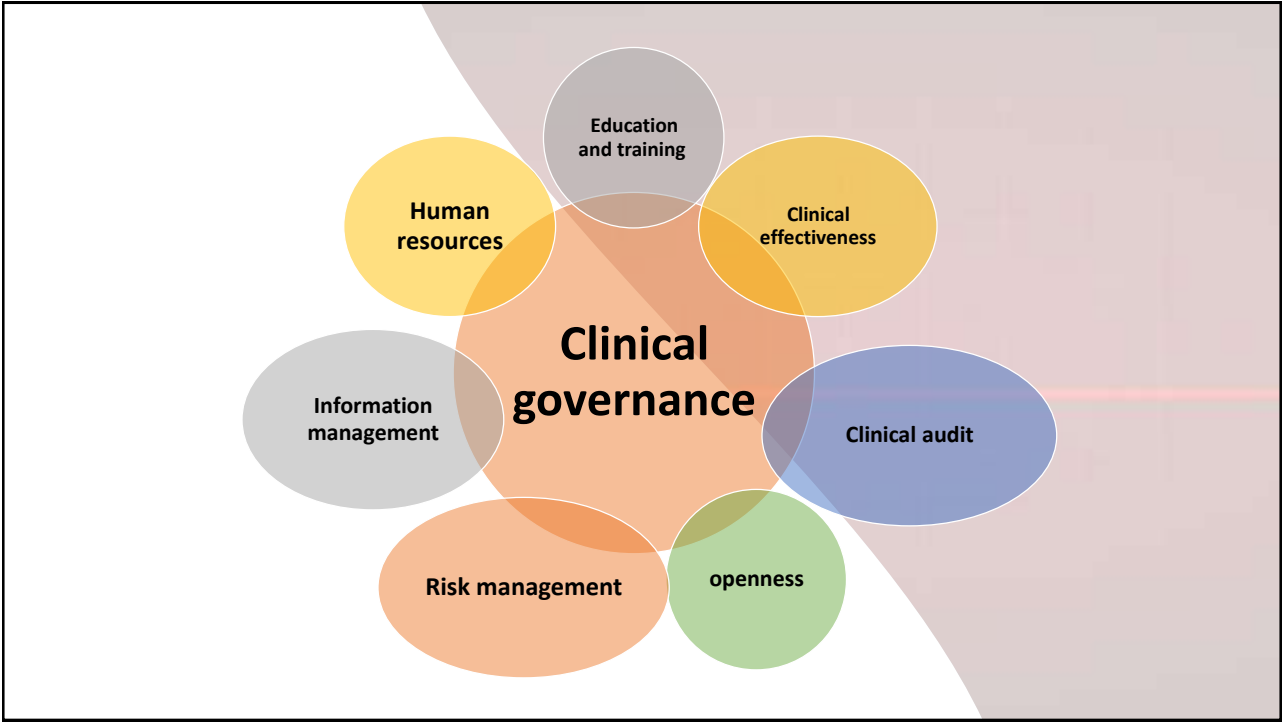 Education
and training
Clinical
effectiveness
Human
resources
Clinical
governance
Information
management
Clinical audit
Risk management
openness